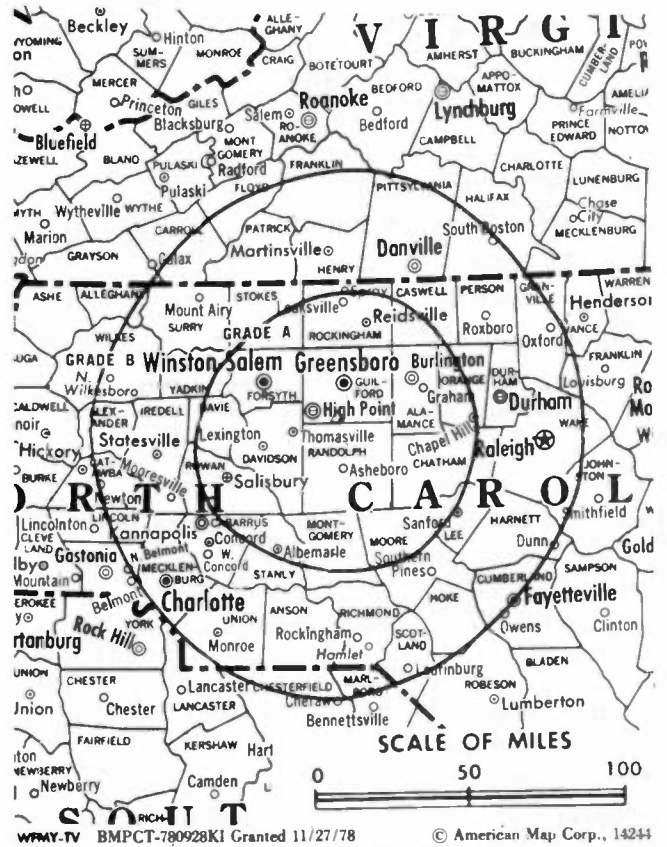 V I R G I
Beckley
ALLE-
GHANY
Hinton
SUM-
MERS
MONROE
CRAIG
BOTETOURT
AMHERST
BUCKINGHAM
CUMBER-
LAND
MERCER
Princeton
GILES
Blacksburg
Salem
Roanoke
RO-
ANOKE
BEDFORD
Bedford
APPO-
MATTOX
Lynchburg
Farmville
PRINCE
EDWARD
Bluefield
BLAND
MONT
GOMERY
PULASKI
Radford
Pulaski
FRANKLIN
CAMPBELL
CHARLOTTE
LUNENBURG
FLOYD
PITTSYLVANIA
HALIFAX
Wytheville
WYTHE
Marion
CARROLL
PATRICK
Martinsville
Danville
South Boston
Chase
City
MECKLENBURG
GRAYSON
Galax
HENRY
ASHE
ALLEGHANY
Mount Airy
SURRY
STOKES
Leaksville
CASWELL
PERSON
GRAN-
VILLE
WARREN
Henderson
VANCE
GRADE A
ROCKINGHAM
Reidsville
Roxboro
Oxford
WILKES
GRADE B
N.
Wilkesboro
YADKIN
Winston Salem
FORSYTH
Greensboro
GUIL-
FORD
Burlington
Graham
ORANGE
DUR-
HAM
Durham
FRANKLIN
Louisburg
CALDWELL
ALEX-
ANDER
IREDELL
DAVIE
High Point
ALA-
MANCE
Chapel Hill
Raleigh
WAKE
Hickory
Statesville
Lexington
DAVIDSON
Thomasville
RANDOLPH
Asheboro
CHATHAM
BURKE
Mooresville
ROWAN
Salisbury
JOHN-
STON
Smithfield
Newton
R T H C A R O L
Lincolnton
LINCOLN
CABARRUS
Concord
W.
Concord
MONT-
GOMERY
Albemarle
STANLY
MOORE
Sanford
LEE
HARNETT
Dunn
CLEVE
LAND
Gastonia
N
Belmont
MECKLEN-
BURG
Belmont
Charlotte
Southern
Pines
CUMBERLAND
SAMPSON
Fayetteville
Owens
Clinton
HOKE
YORK
Rock Hill
UNION
Monroe
ANSON
RICHMOND
Rockingham
Hamlet
SCOT-
LAND
Laurinburg
BLADEN
ROBESON
Lumberton
UNION
CHESTER
Chester
Lancaster
LANCASTER
CHESTERFIELD
Cheraw
MARL-
BORO
Bennettsville
FAIRFIELD
KERSHAW
Camden
NEWBERRY
Newberry
RICH-
S O U T
SCALE OF MILES
0 50 100
WFMY-TV BMPCT-780928KI Granted 11/27/78 © American Map Corp., 14244